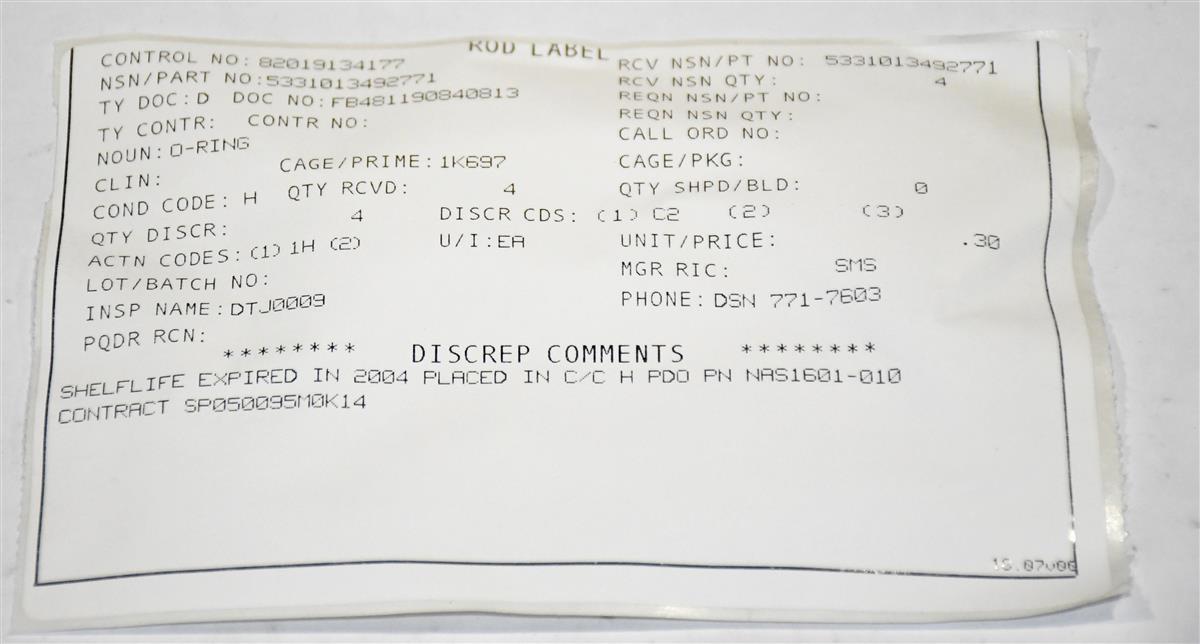 ROD LABEL
CONTROL NO: 82019134177 RCV NSN/PT NO: 5331013492771
NSN/PART NO: 5331013492771 RCV NSN QTY: 4
TY DOC: D DOC NO: FB481190840813 REQN NSN/PT NO:
TY CONTR: CONTR NO: REQN NSN QTY:
NOUN: O-RING CALL ORD NO:
CLIN: CAGE/PRIME: 1K697 CAGE/PKG:
COND CODE: H QTY RCVD: 4 QTY SHPD/BLD: 0
QTY DISCR: 4 DISCR CDS: (1) C2 (2) (3)
ACTN CODES: (1) 1H (2) U/I: EA UNIT/PRICE: .30
LOT/BATCH NO: MGR RIC: SMS
INSP NAME: DTJ0009 PHONE: DSN 771-7603
PQDR RCN:
******** DISCREP COMMENTS ********
SHELFLIFE EXPIRED IN 2004 PLACED IN C/C H PDO PN NAS1601-010
CONTRACT SP050095M0K14